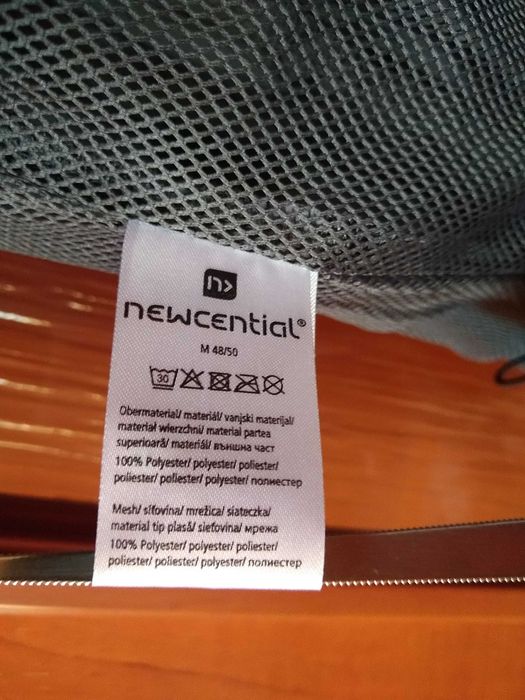 n>
newcential®
M 48/50
30
Obermaterial/ materiál/ vanjski materijal/
materiał wierzchni/ material partea
superioară/ materiál/ външна част
100% Polyester/ polyester/ poliester/
poliester/ poliester/ polyester/ полиестер
Mesh/ síťovina/ mrežica/ siateczka/
material tip plasă/ sieťovina/ мрежа
100% Polyester/ polyester/ poliester/
poliester/ poliester/ polyester/ полиестер